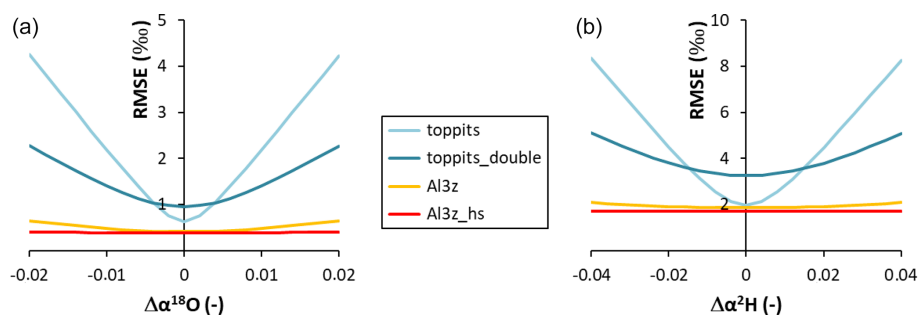 (a)
RMSE (‰)
5
4
3
2
1
-0.02
-0.01
0
0.01
0.02
Δα¹⁸O (-)
toppits
toppits_double
Al3z
Al3z_hs
(b)
RMSE (‰)
10
8
6
4
2
-0.04
-0.02
0
0.02
0.04
Δα²H (-)